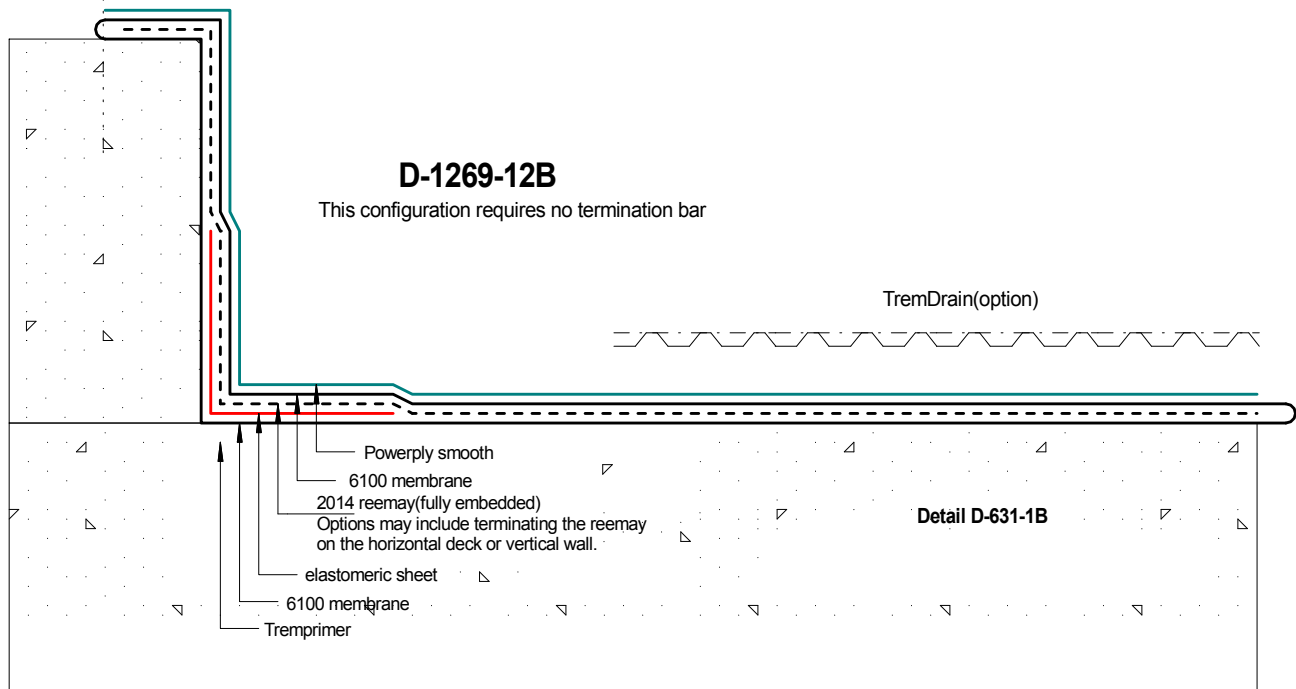 D-1269-12B
This configuration requires no termination bar
TremDrain(option)
Powerply smooth
6100 membrane
2014 reemay(fully embedded)
Options may include terminating the reemay
on the horizontal deck or vertical wall.
Detail D-631-1B
elastomeric sheet
6100 membrane
Tremprimer